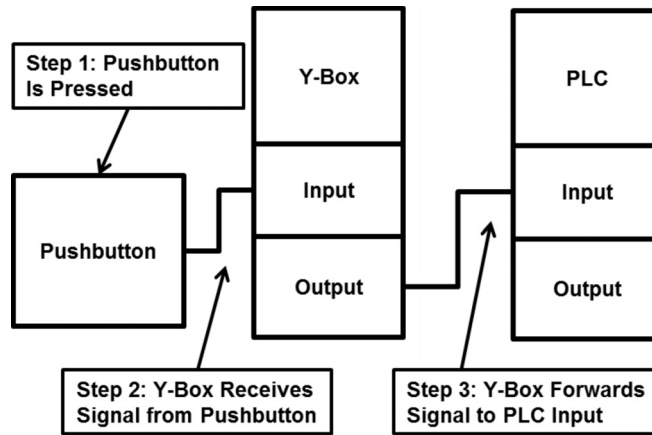 Step 1: Pushbutton
Is Pressed
Y-Box
PLC
Pushbutton
Input
Output
Input
Output
Step 2: Y-Box Receives
Signal from Pushbutton
Step 3: Y-Box Forwards
Signal to PLC Input